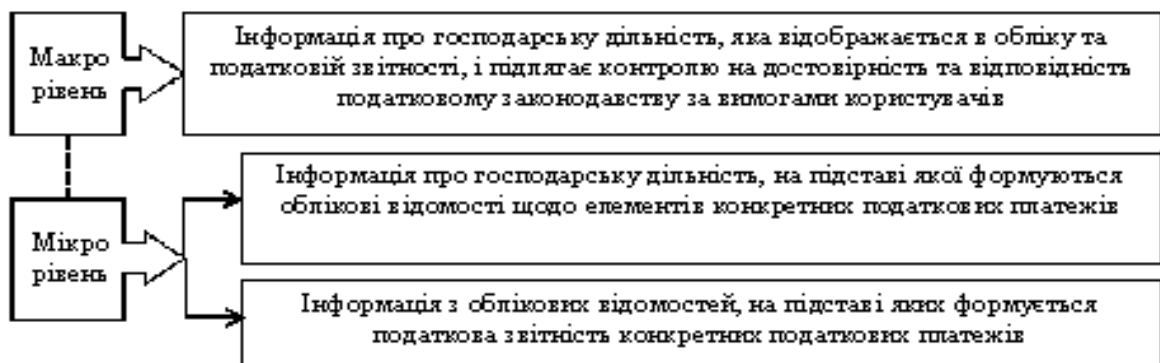 Макро
рівень
Інформація про господарську дільність, яка відображається в обліку та
податковій звітності, і підлягає контролю на достовірність та відповідність
податковому законодавству за вимогами користувачів
Мікро
рівень
Інформація про господарську дільність, на підставі якої формуються
облікові відомості щодо елементів конкретних податкових платежів
Інформація з облікових відомостей, на підставі яких формується
податкова звітність конкретних податкових платежів